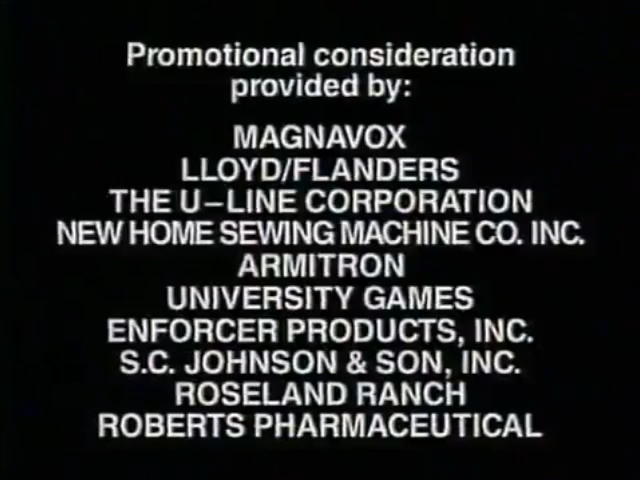 Promotional consideration
provided by:
MAGNAVOX
LLOYD/FLANDERS
THE U-LINE CORPORATION
NEW HOME SEWING MACHINE CO. INC.
ARMITRON
UNIVERSITY GAMES
ENFORCER PRODUCTS, INC.
S.C. JOHNSON & SON, INC.
ROSELAND RANCH
ROBERTS PHARMACEUTICAL